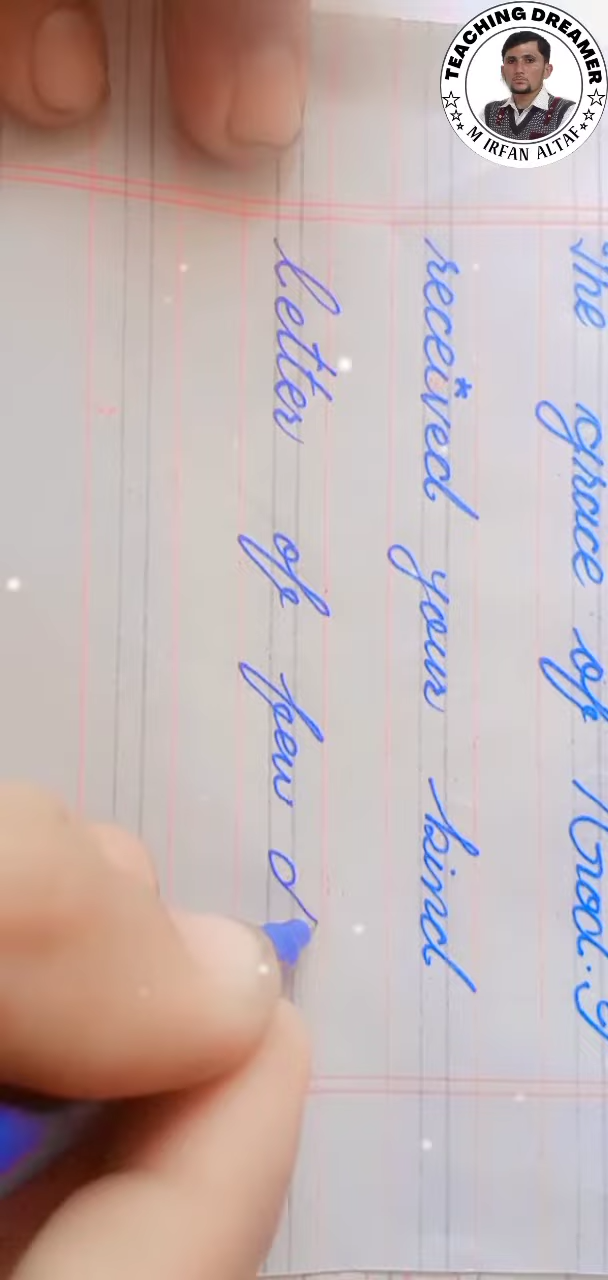 TEACHING DREAMER
M IRFAN ALTAF
The grace of God. I
received your kind
letter of few d